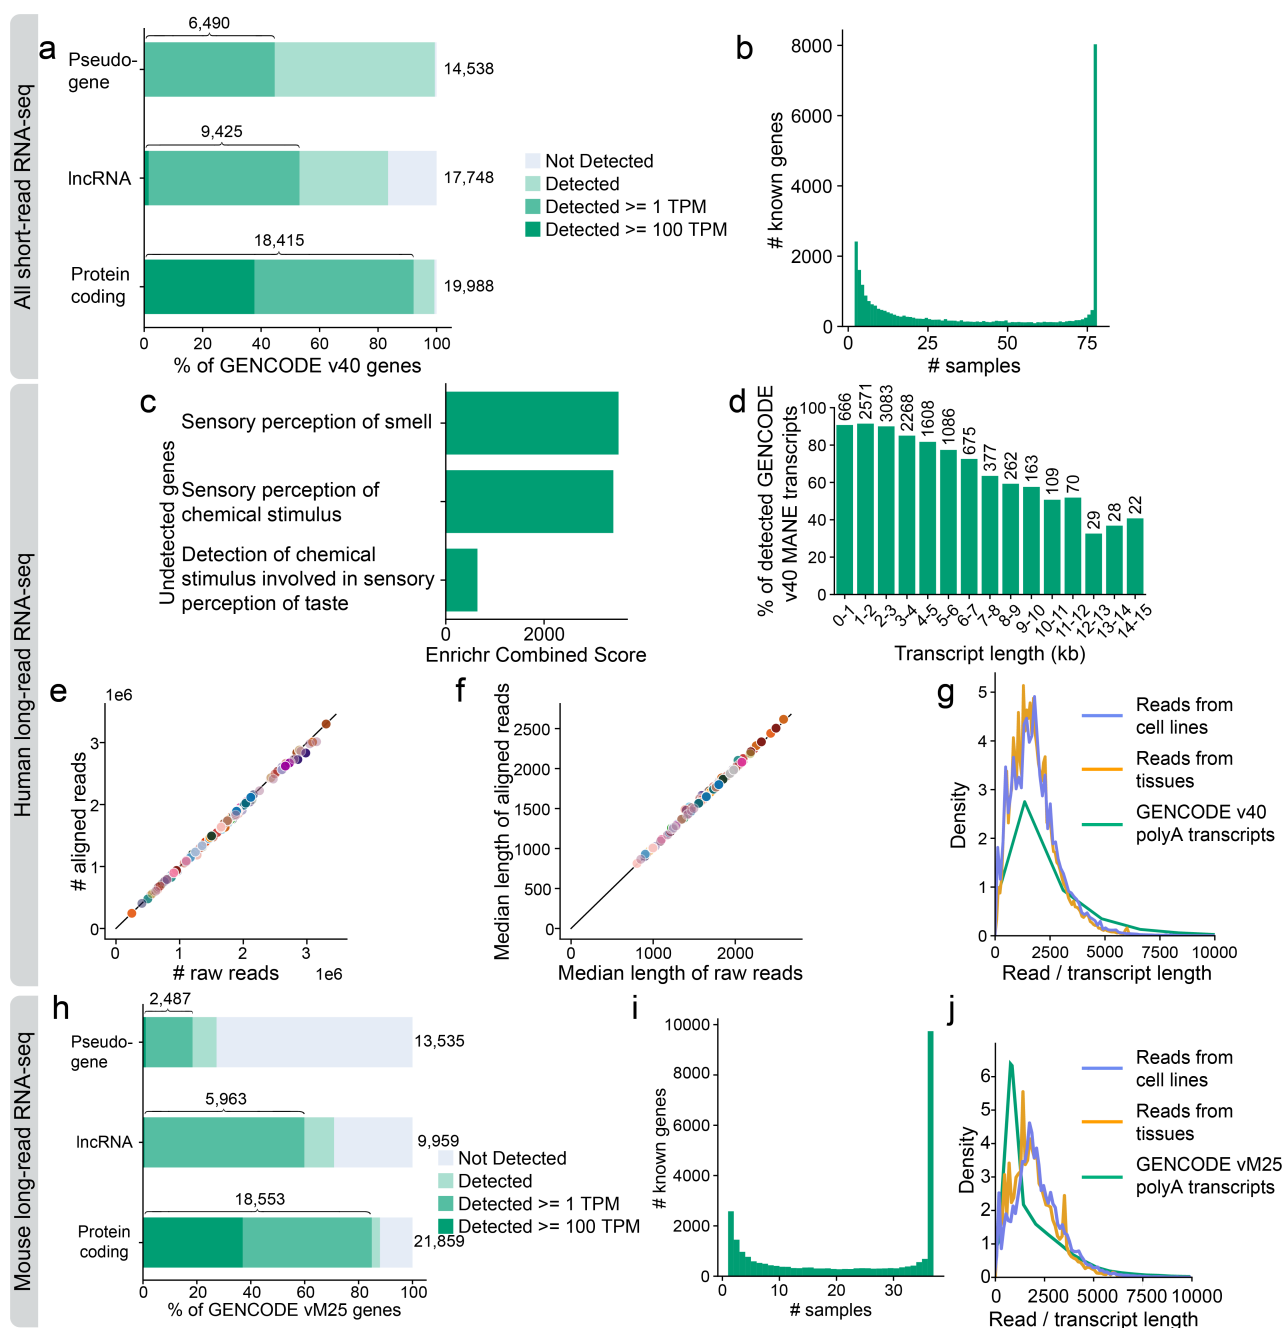 All short-read RNA-seq
a
6,490
Pseudo-
gene
14,538
9,425
lncRNA
17,748
18,415
Protein
coding
19,988
0 20 40 60 80 100
% of GENCODE v40 genes
Not Detected
Detected
Detected >= 1 TPM
Detected >= 100 TPM
b
# known genes
8000
6000
4000
2000
0
0 25 50 75
# samples
Human long-read RNA-seq
c
Undetected genes
Sensory perception of smell
Sensory perception of
chemical stimulus
Detection of chemical
stimulus involved in sensory
perception of taste
0 2000
Enrichr Combined Score
d
% of detected GENCODE
v40 MANE transcripts
100
80
60
40
20
0
666 2571 3083 2268 1608 1086 675 377 262 163 109 70 29 28 22
0-1 1-2 2-3 3-4 4-5 5-6 6-7 7-8 8-9 9-10 10-11 11-12 12-13 13-14 14-15
Transcript length (kb)
e
1e6
# aligned reads
3
2
1
0
0 1 2 3
# raw reads
1e6
f
Median length of aligned reads
2500
2000
1500
1000
500
0
0 1000 2000
Median length of raw reads
g
Density
5
4
3
2
1
0
0 2500 5000 7500 10000
Read / transcript length
Reads from
cell lines
Reads from
tissues
GENCODE v40
polyA transcripts
Mouse long-read RNA-seq
h
2,487
Pseudo-
gene
13,535
5,963
lncRNA
9,959
18,553
Protein
coding
21,859
0 20 40 60 80 100
% of GENCODE vM25 genes
Not Detected
Detected
Detected >= 1 TPM
Detected >= 100 TPM
i
# known genes
10000
8000
6000
4000
2000
0
0 10 20 30
# samples
j
Density
6
5
4
3
2
1
0
0 2500 5000 7500 10000
Read / transcript length
Reads from
cell lines
Reads from
tissues
GENCODE vM25
polyA transcripts